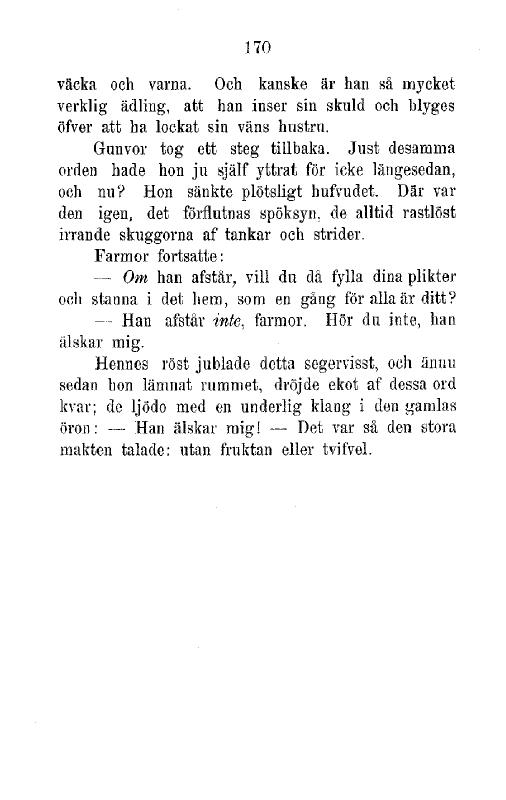 170
väcka och varna. Och kanske är han så mycket
verklig ädling, att han inser sin skuld och blyges
öfver att ha lockat sin väns hustru.
Gunvor tog ett steg tillbaka. Just desamma
orden hade hon ju själf yttrat för icke längesedan,
och nu? Hon sänkte plötsligt hufvudet. Där var
den igen, det förflutnas spöksyn, de alltid rastlöst
irrande skuggorna af tankar och strider.
Farmor fortsatte:
— Om han afstår, vill du då fylla dina plikter
och stanna i det hem, som en gång för alla är ditt?
— Han afstår inte, farmor. Hör du inte, han
älskar mig.
Hennes röst jublade detta segervisst, och ännu
sedan hon lämnat rummet, dröjde ekot af dessa ord
kvar; de ljödo med en underlig klang i den gamlas
öron: — Han älskar mig! — Det var så den stora
makten talade: utan fruktan eller tvifvel.